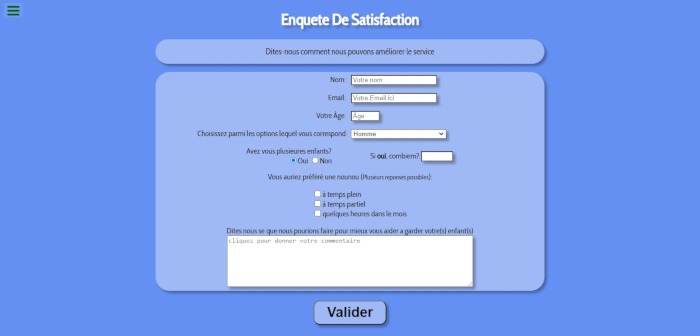 Enquete De Satisfaction
Dites-nous comment nous pouvons améliorer le service
Nom: Votre nom
Email: Votre Email ici
Votre Âge: Âge
Choisissez parmi les options lequel vous correspond: Homme
Avez vous plusieures enfants?
Oui Non
Si oui, combiem?
Vous auriez préféré une nounou (Plusieurs reponses possibles):
à temps plein
à temps partiel
quelques heures dans le mois
Dites nous se que nous pourions faire pour mieux vous aider a garder votre(s) enfant(s)
cliquez pour donner votre commentaire
Valider